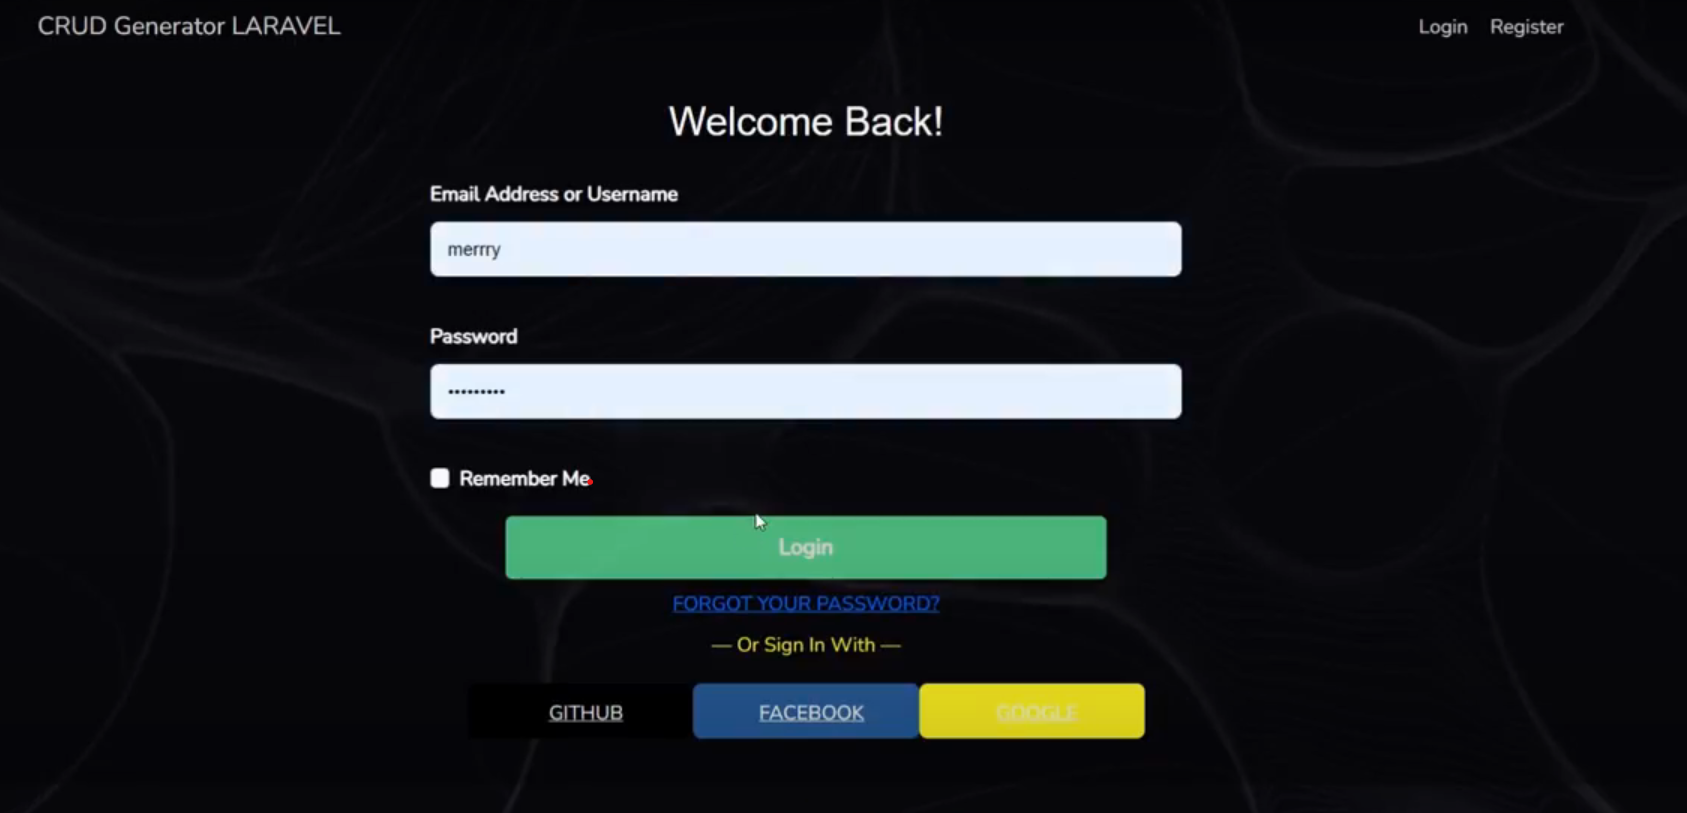 CRUD Generator LARAVEL
Login Register
Welcome Back!
Email Address or Username
merrry
Password
•••••••••
Remember Me
Login
FORGOT YOUR PASSWORD?
— Or Sign In With —
GITHUB FACEBOOK GOOGLE